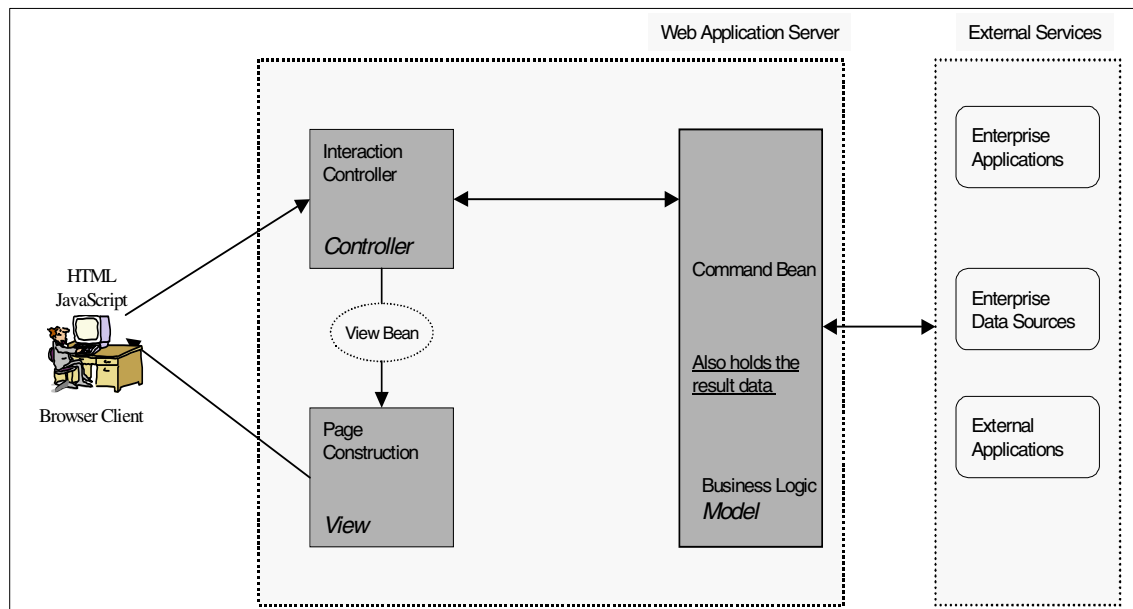 Web Application Server
External Services
Interaction
Controller
Controller
HTML
JavaScript
Browser Client
View Bean
Page
Construction
View
Command Bean
Also holds the
result data
Business Logic
Model
Enterprise
Applications
Enterprise
Data Sources
External
Applications